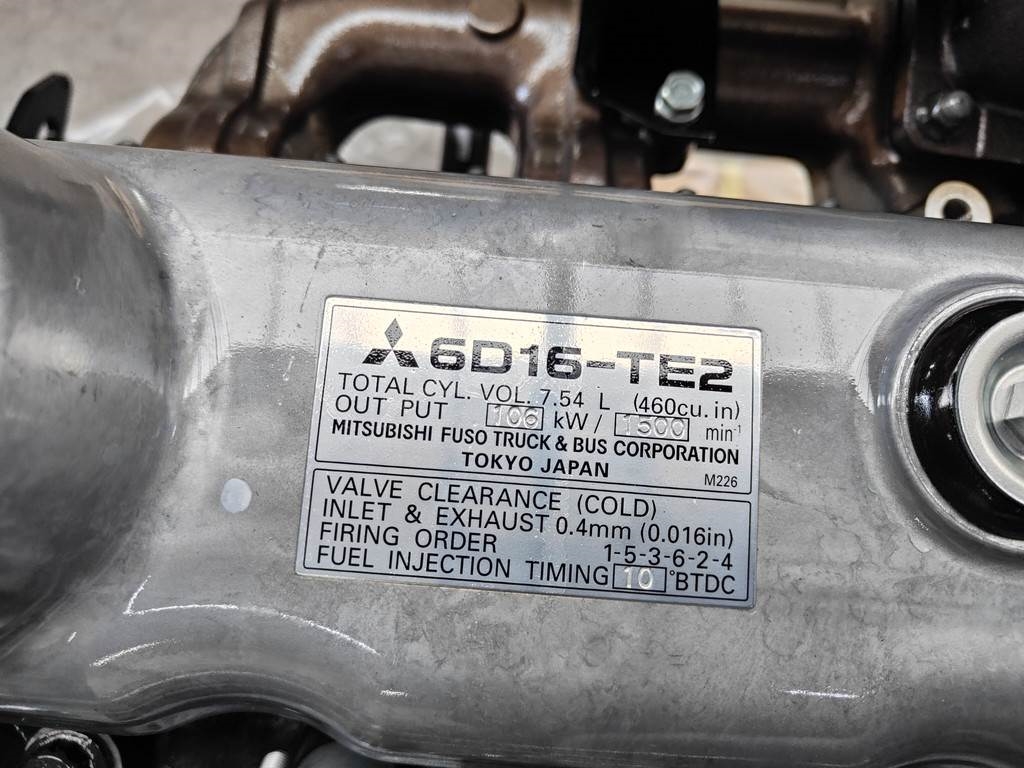 6D16-TE2
TOTAL CYL. VOL. 7.54 L (460cu.in)
OUT PUT 106 kW / 1500 min⁻¹
MITSUBISHI FUSO TRUCK & BUS CORPORATION
TOKYO JAPAN M226
VALVE CLEARANCE (COLD)
INLET & EXHAUST 0.4mm (0.016in)
FIRING ORDER 1-5-3-6-2-4
FUEL INJECTION TIMING 10 °BTDC